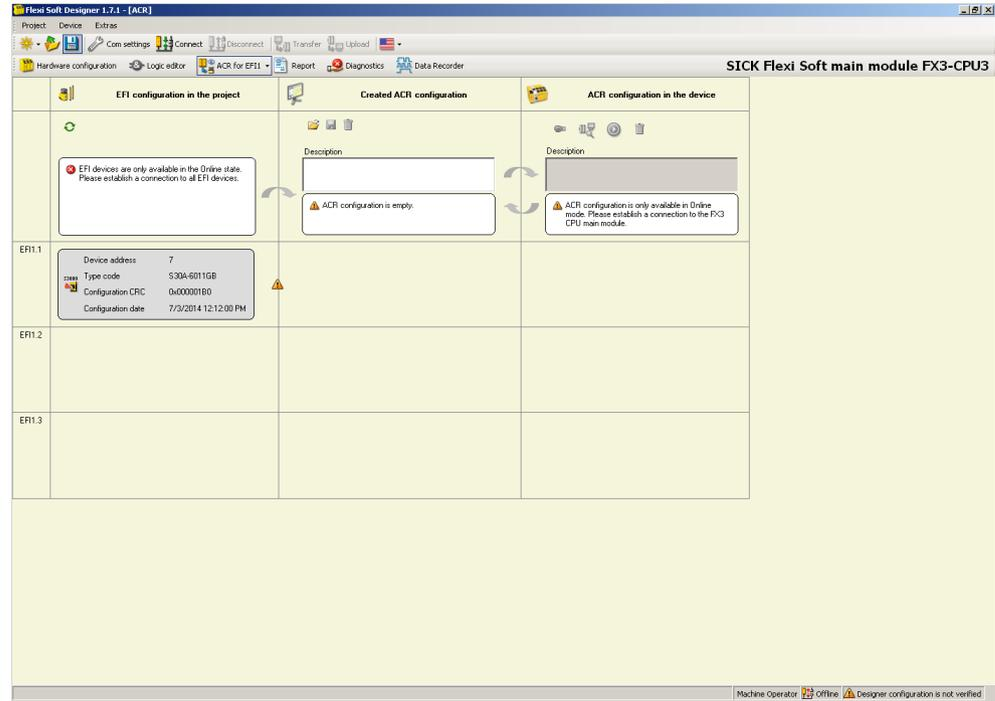 Flexi Soft Designer 1.7.1 - [ACR]
Project Device Extras
Com settings Connect Disconnect Transfer Upload
Hardware configuration Logic editor ACR for EFI1 Report Diagnostics Data Recorder SICK Flexi Soft main module FX3-CPU3
EFI configuration in the project
Created ACR configuration
ACR configuration in the device
EFI devices are only available in the Online state.
Please establish a connection to all EFI devices.
Description
ACR configuration is empty.
Description
ACR configuration is only available in Online
mode. Please establish a connection to the FX3
CPU main module.
EFI1.1
Device address 7
S3000
Type code S30A-6011GB
Configuration CRC 0x000001B0
Configuration date 7/3/2014 12:12:00 PM
EFI1.2
EFI1.3
Machine Operator Offline Designer configuration is not verified